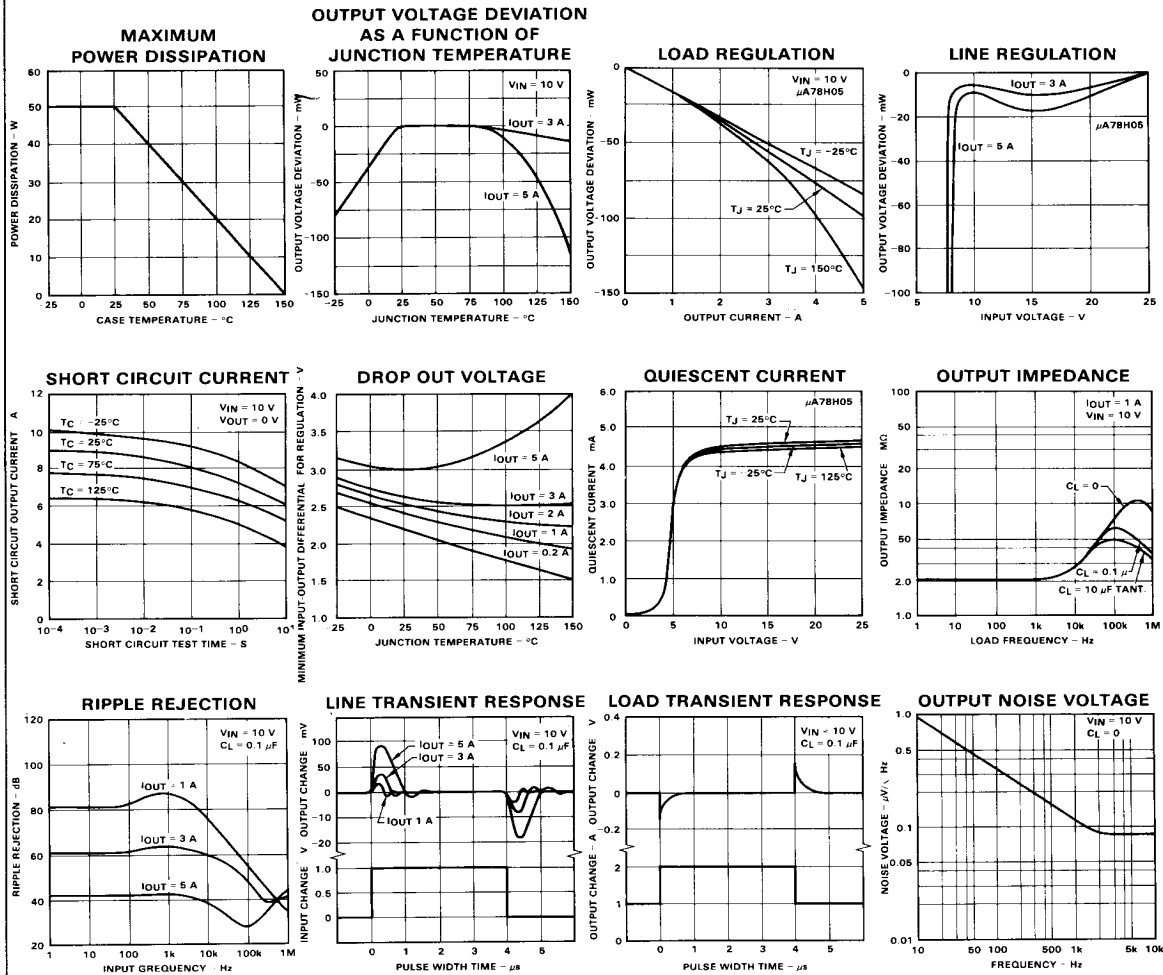 MAXIMUM
POWER DISSIPATION
POWER DISSIPATION – W
60
50
40
30
20
10
0
-25 0 25 50 75 100 125 150
CASE TEMPERATURE – °C
OUTPUT VOLTAGE DEVIATION
AS A FUNCTION OF
JUNCTION TEMPERATURE
OUTPUT VOLTAGE DEVIATION – mW
VIN = 10 V
IOUT = 3 A
IOUT = 5 A
50
0
-50
-100
-150
-25 0 25 50 75 100 125 150
JUNCTION TEMPERATURE – °C
LOAD REGULATION
OUTPUT VOLTAGE DEVIATION – mW
VIN = 10 V
μA78H05
TJ = -25°C
TJ = 25°C
TJ = 150°C
0
-50
-100
-150
0 1 2 3 4 5
OUTPUT CURRENT – A
LINE REGULATION
OUTPUT VOLTAGE DEVIATION – mW
IOUT = 3 A
μA78H05
IOUT = 5 A
0
-20
-40
-60
-80
-100
5 10 15 20 25
INPUT VOLTAGE – V
SHORT CIRCUIT CURRENT
SHORT CIRCUIT OUTPUT CURRENT A
VIN = 10 V
VOUT = 0 V
TC = -25°C
TC = 25°C
TC = 75°C
TC = 125°C
12
10
8
6
4
2
0
10-4 10-3 10-2 10-1 100 101
SHORT CIRCUIT TEST TIME – S
DROP OUT VOLTAGE
MINIMUM INPUT-OUTPUT DIFFERENTIAL FOR REGULATION – V
IOUT = 5 A
IOUT = 3 A
IOUT = 2 A
IOUT = 1 A
IOUT = 0.2 A
4.0
3.5
3.0
2.5
2.0
1.5
1.0
-25 0 25 50 75 100 125 150
JUNCTION TEMPERATURE – °C
QUIESCENT CURRENT
QUIESCENT CURRENT mA
μA78H05
TJ = 25°C
TJ = 25°C
TJ = 125°C
6.0
5.0
4.0
3.0
2.0
1.0
0
0 5 10 15 20 25
INPUT VOLTAGE – V
OUTPUT IMPEDANCE
OUTPUT IMPEDANCE MΩ
IOUT = 1 A
VIN = 10 V
CL = 0
CL = 0.1 μ
CL = 10 μF TANT.
100
50
20
10
50
2.0
1.0
1 10 100 1k 10k 100k 1M
LOAD FREQUENCY – Hz
RIPPLE REJECTION
RIPPLE REJECTION – dB
VIN = 10 V
CL = 0.1 μF
IOUT = 1 A
IOUT = 3 A
IOUT = 5 A
120
100
80
60
40
20
1 10 100 1k 10k 100k 1M
INPUT GREQUENCY – Hz
LINE TRANSIENT RESPONSE
INPUT CHANGE V OUTPUT CHANGE – mV
VIN = 10 V
CL = 0.1 μF
IOUT = 5 A
IOUT = 3 A
IOUT 1 A
100
50
0
-10
-20
1.0
0
0 2 4 6
PULSE WIDTH TIME – μs
LOAD TRANSIENT RESPONSE
OUTPUT CHANGE – A OUTPUT CHANGE V
VIN = 10 V
CL = 0.1 μF
0.4
0.2
0
-0.2
2
1
0
0 2 4 6
PULSE WIDTH TIME – μs
OUTPUT NOISE VOLTAGE
NOISE VOLTAGE – μV/√ Hz
VIN = 10 V
CL = 0
1.0
0.5
0.1
0.05
0.01
10 50 100 500 1k 5k 10k
FREQUENCY – Hz